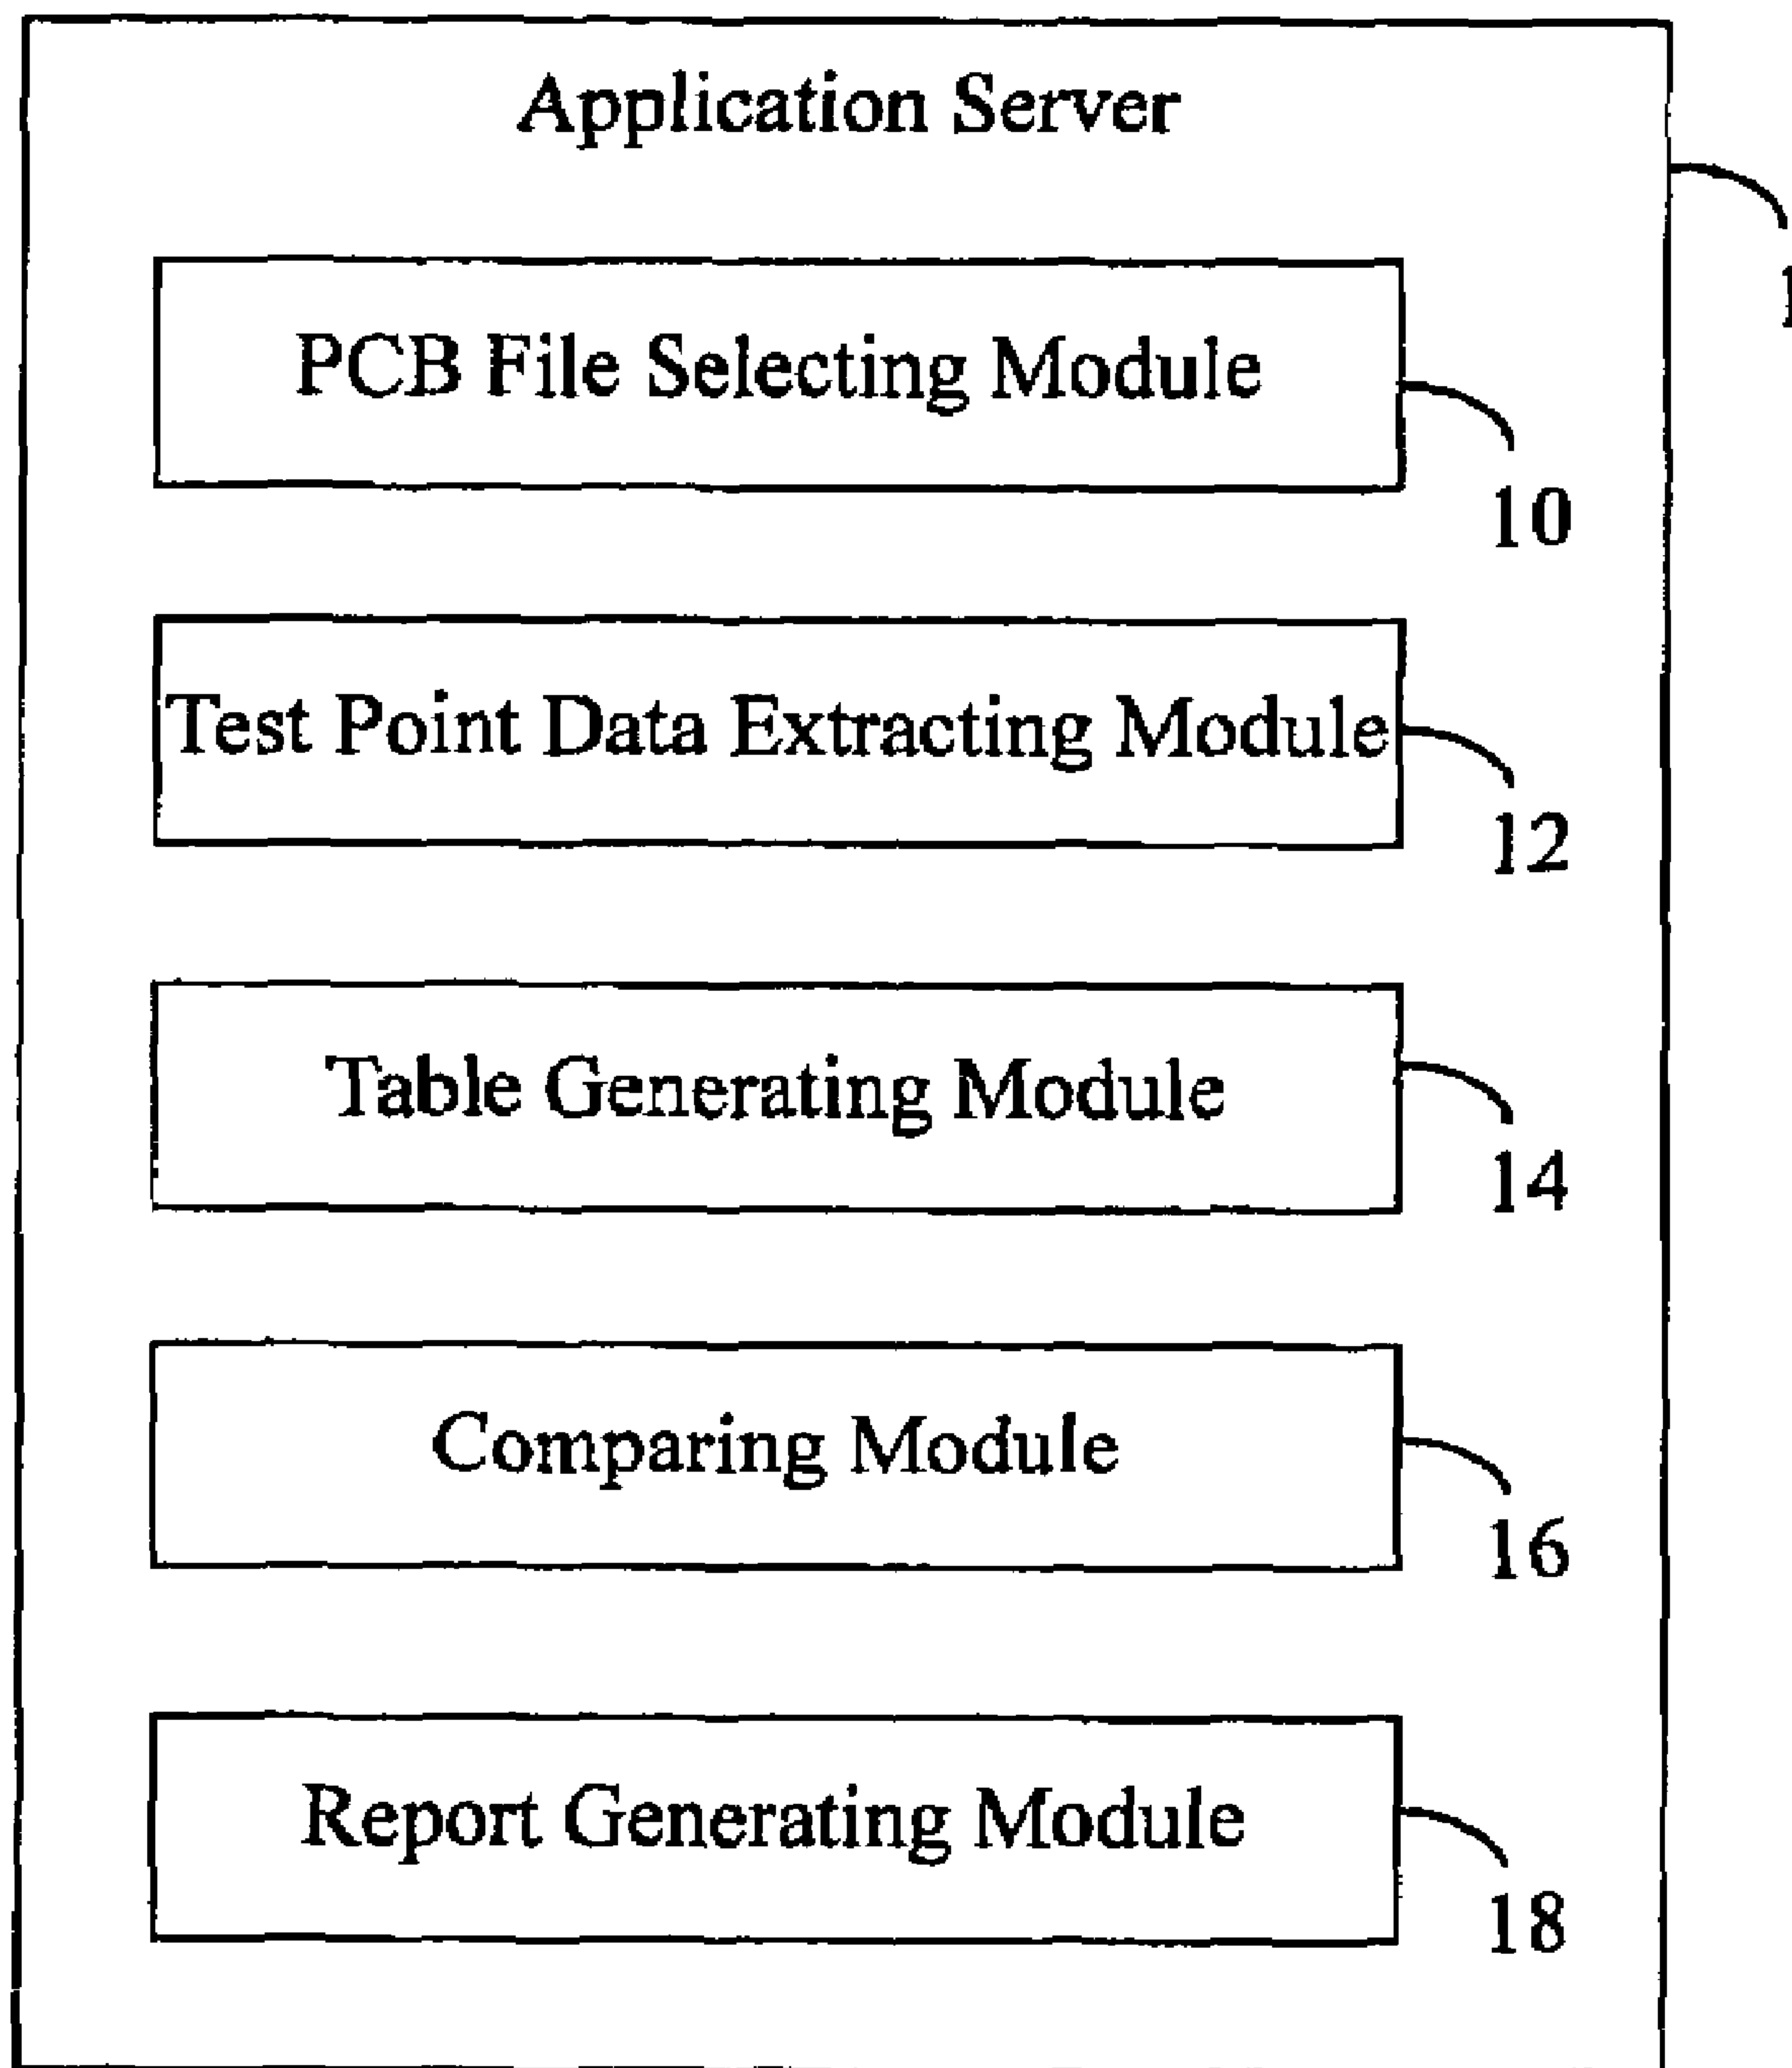 Application Server
1
PCB File Selecting Module
10
Test Point Data Extracting Module
12
Table Generating Module
14
Comparing Module
16
Report Generating Module
18